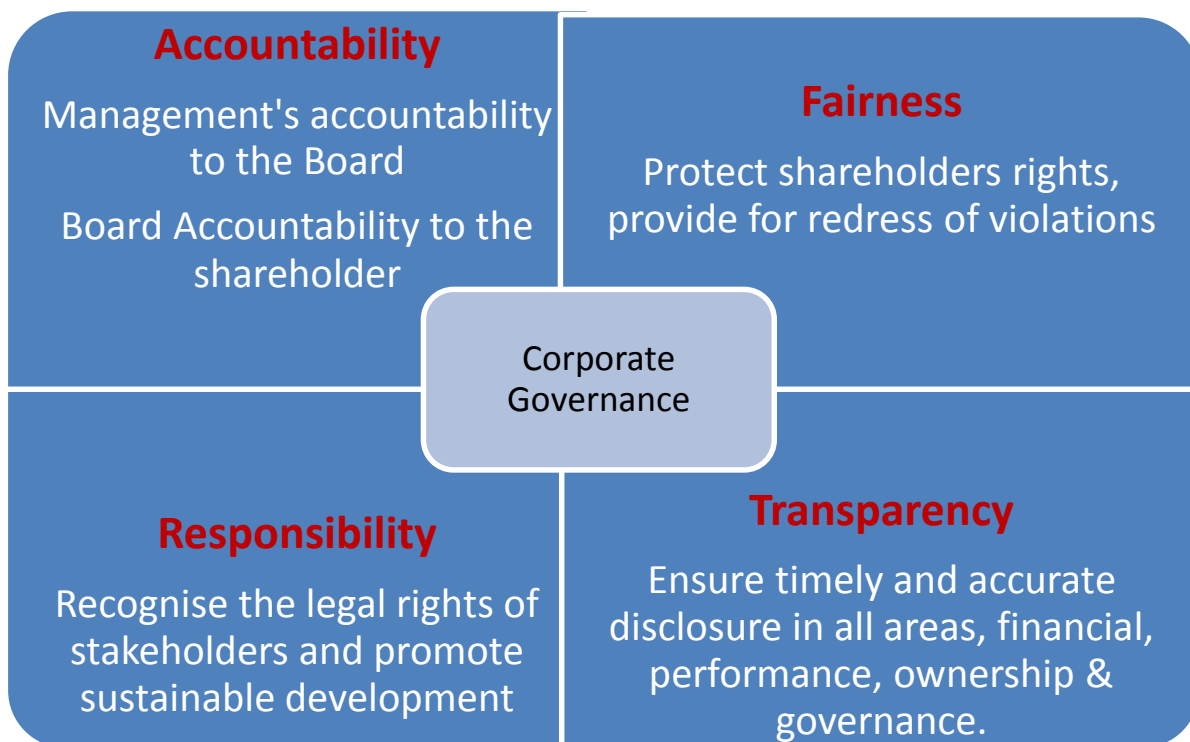 Accountability
Management's accountability
to the Board
Board Accountability to the
shareholder
Fairness
Protect shareholders rights,
provide for redress of violations
Corporate
Governance
Responsibility
Recognise the legal rights of
stakeholders and promote
sustainable development
Transparency
Ensure timely and accurate
disclosure in all areas, financial,
performance, ownership &
governance.